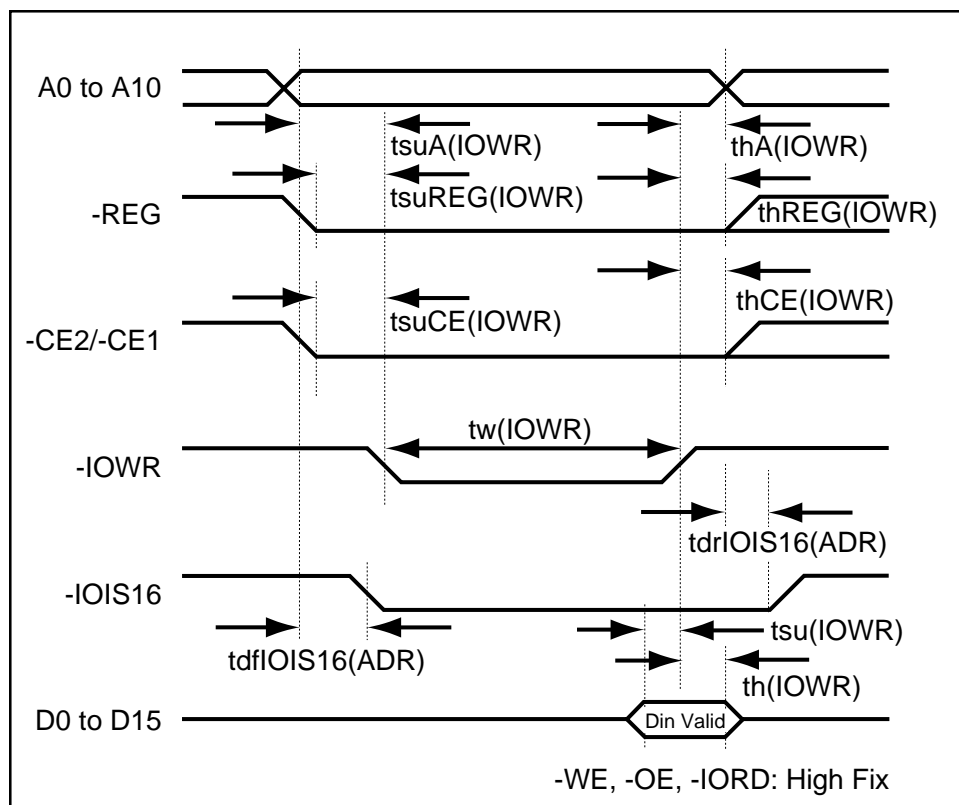 A0 to A10
tsuA(IOWR)
thA(IOWR)
tsuREG(IOWR)
-REG
thREG(IOWR)
thCE(IOWR)
tsuCE(IOWR)
-CE2/-CE1
tw(IOWR)
-IOWR
tdrIOIS16(ADR)
-IOIS16
tsu(IOWR)
tdfIOIS16(ADR)
th(IOWR)
D0 to D15
Din Valid
-WE, -OE, -IORD: High Fix